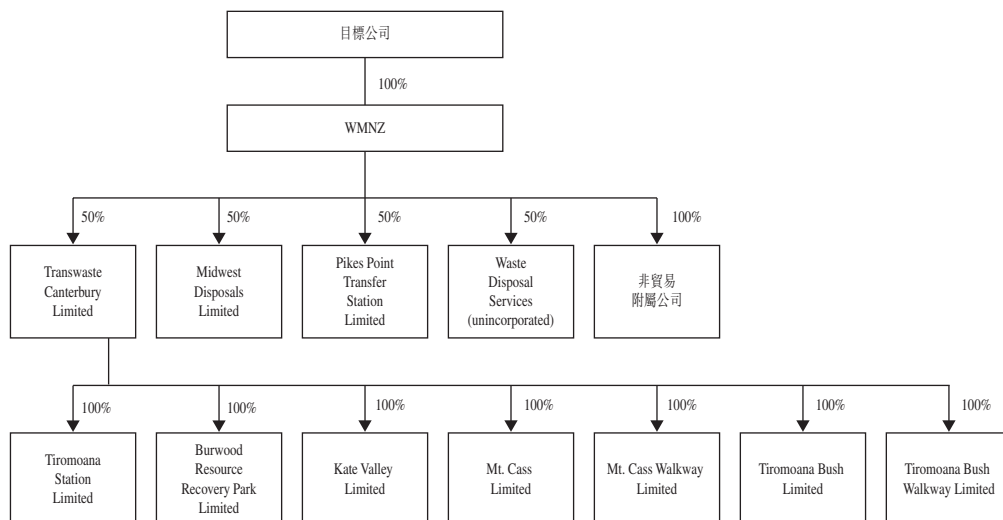 目標公司
100%
WMNZ
50%
50%
50%
50%
100%
Transwaste
Canterbury
Limited
Midwest
Disposals
Limited
Pikes Point
Transfer
Station
Limited
Waste
Disposal
Services
(unincorporated)
非貿易
附屬公司
100%
100%
100%
100%
100%
100%
100%
Tiromoana
Station
Limited
Burwood
Resource
Recovery Park
Limited
Kate Valley
Limited
Mt. Cass
Limited
Mt. Cass Walkway
Limited
Tiromoana Bush
Limited
Tiromoana Bush
Walkway Limited